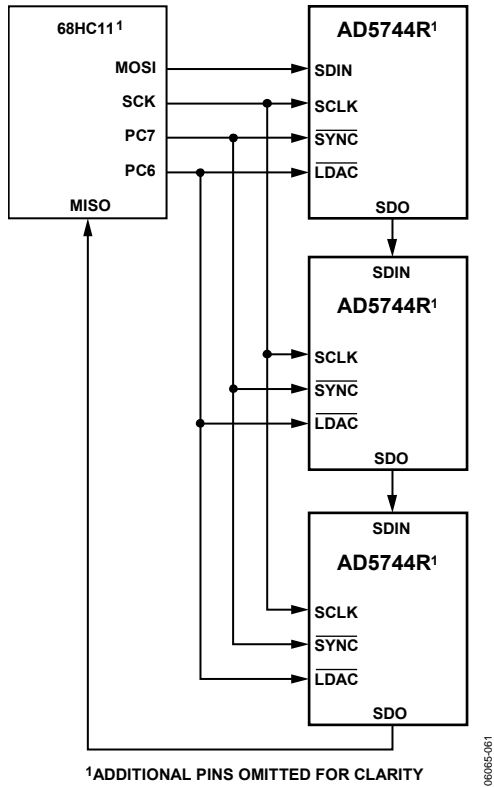 68HC11¹
MOSI
SCK
PC7
PC6
MISO
AD5744R¹
SDIN
SCLK
SYNC
LDAC
SDO
SDIN
AD5744R¹
SCLK
SYNC
LDAC
SDO
SDIN
AD5744R¹
SCLK
SYNC
LDAC
SDO
¹ADDITIONAL PINS OMITTED FOR CLARITY
06065-061